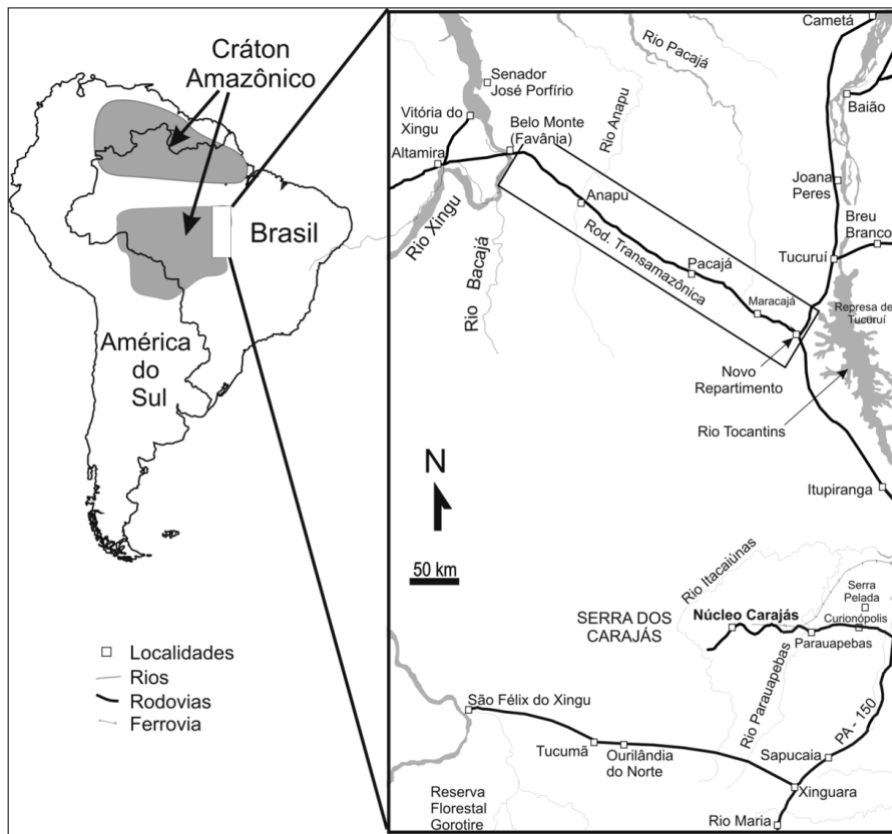 Cráton
Amazônico
Brasil
América
do
Sul
Localidades
Rios
Rodovias
Ferrovia
Cametá
Rio Pacajá
Senador
José Porfírio
Baião
Vitória do
Xingu
Belo Monte
(Favânia)
Rio Anapu
Altamira
Joana
Peres
Anapu
Breu
Branco
Rio Xingu
Rod. Transamazônica
Tucuruí
Rio Bacajá
Pacajá
Maracajá
Represa de
Tucuruí
Novo
Repartimento
Rio Tocantins
N
Itupiranga
50 km
Rio Itacaiúnas
Serra
Pelada
SERRA DOS
CARAJÁS
Núcleo Carajás
Curionópolis
Parauapebas
Rio Parauapebas
São Félix do Xingu
PA - 150
Tucumã
Ourilândia
do Norte
Sapucaia
Xinguara
Reserva
Florestal
Gorotire
Rio Maria